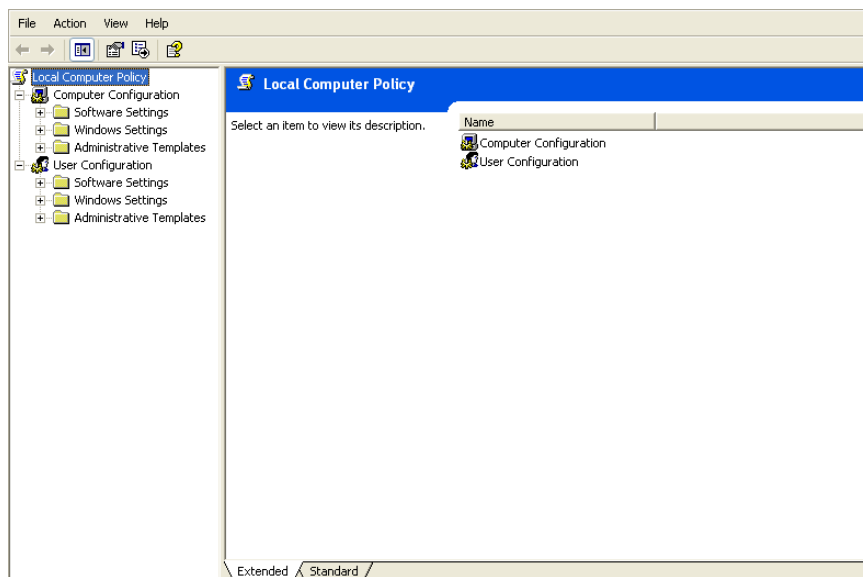 File Action View Help
Local Computer Policy
Computer Configuration
Software Settings
Windows Settings
Administrative Templates
User Configuration
Software Settings
Windows Settings
Administrative Templates
Local Computer Policy
Select an item to view its description.
Name
Computer Configuration
User Configuration
Extended Standard